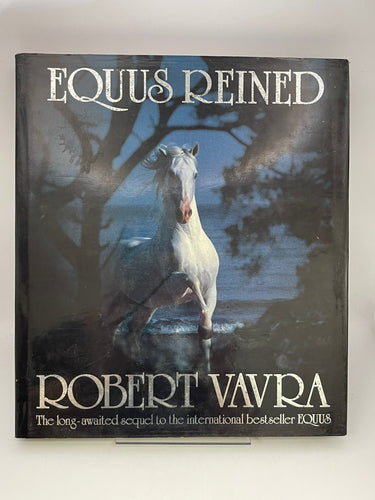 EQUUS REINED
ROBERT VAVRA
The long-awaited sequel to the international bestseller EQUUS